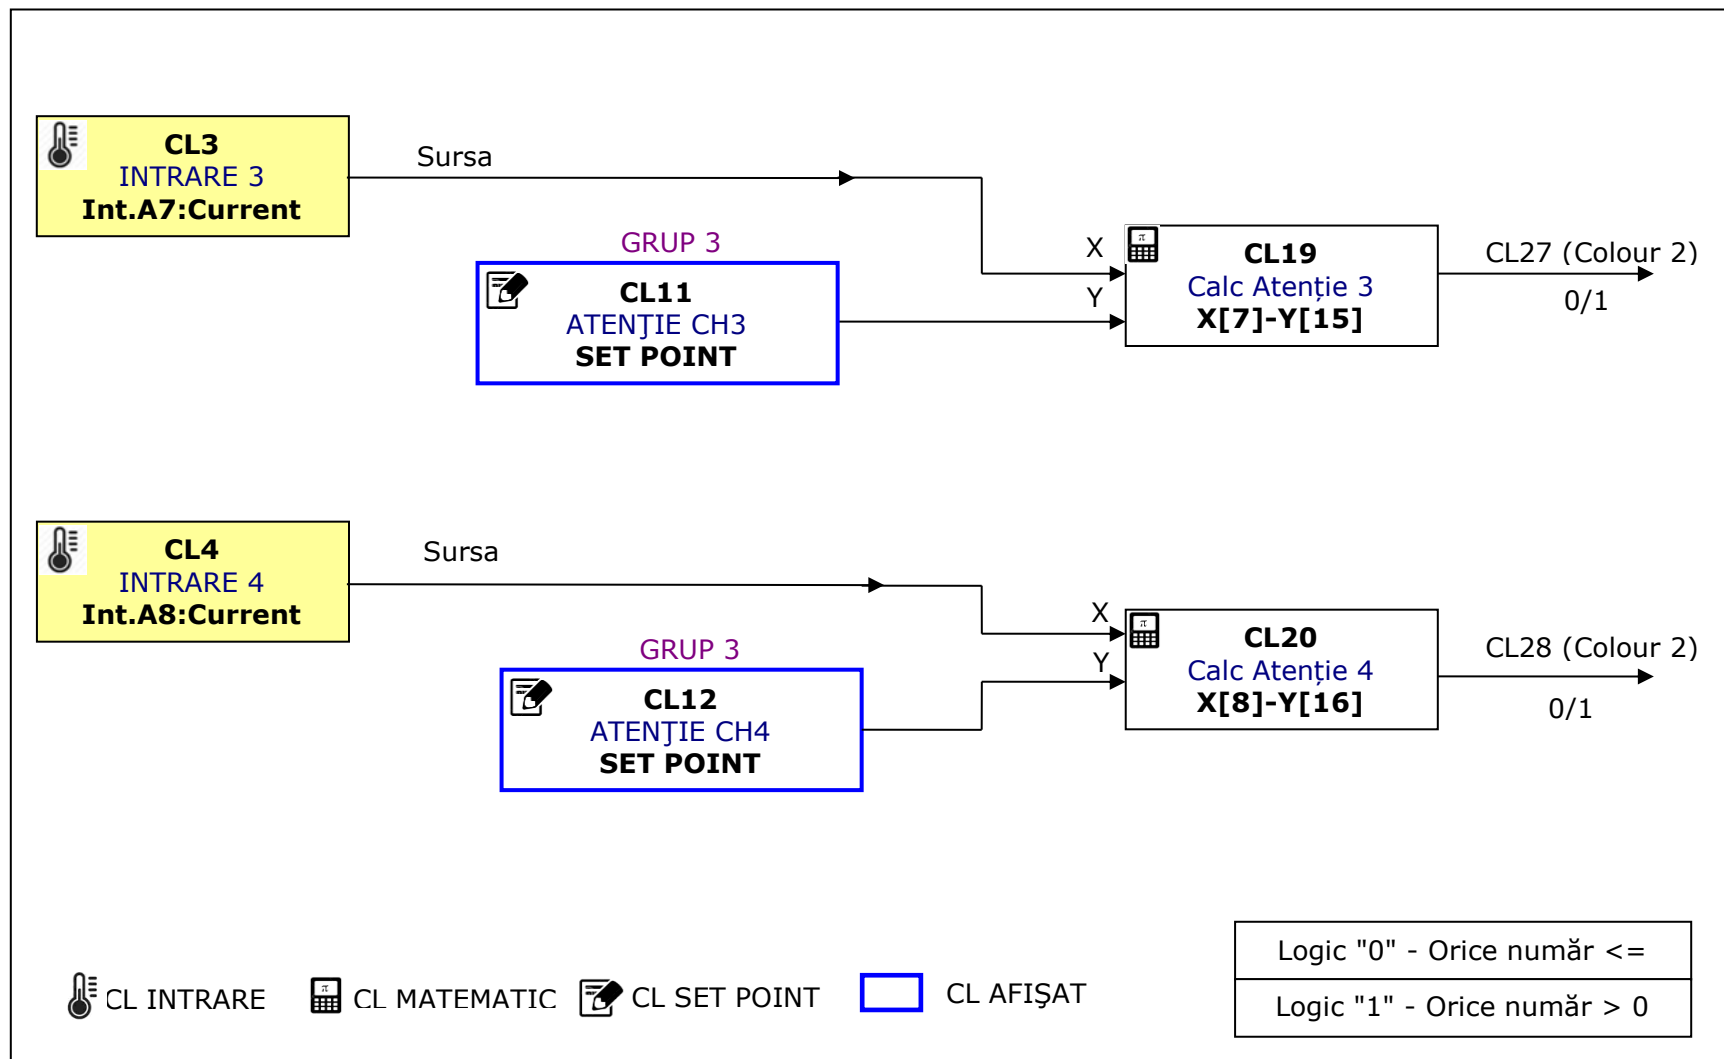 CL3
INTRARE 3
Int.A7:Current
Sursa
GRUP 3
CL11
ATENŢIE CH3
SET POINT
X
Y
CL19
Calc Atenție 3
X[7]-Y[15]
CL27 (Colour 2)
0/1
CL4
INTRARE 4
Int.A8:Current
Sursa
GRUP 3
CL12
ATENŢIE CH4
SET POINT
X
Y
CL20
Calc Atenție 4
X[8]-Y[16]
CL28 (Colour 2)
0/1
CL INTRARE
CL MATEMATIC
CL SET POINT
CL AFIŞAT
Logic "0" - Orice număr <=
Logic "1" - Orice număr > 0